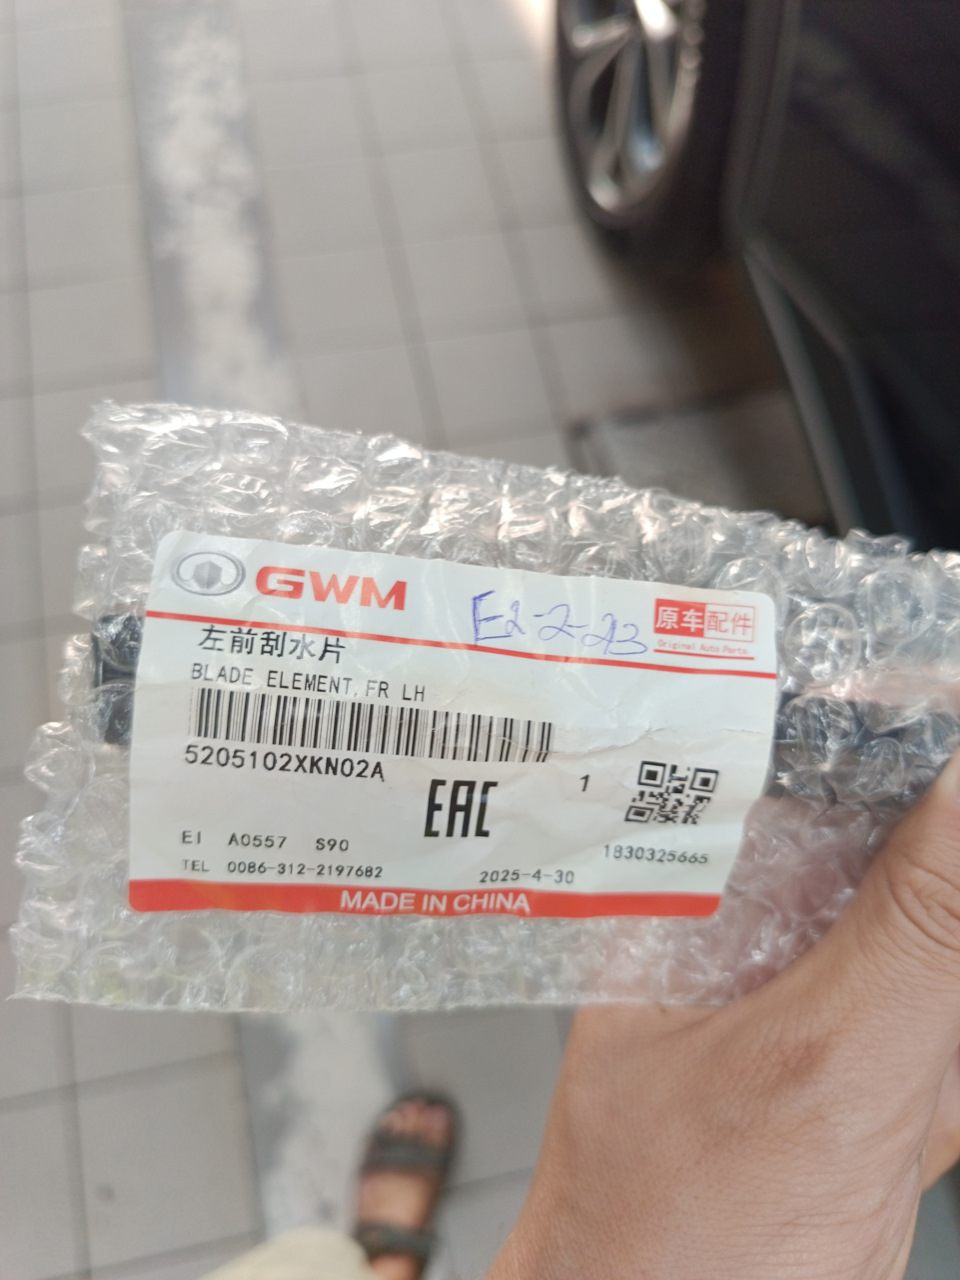 GWM
E2-2-23
原车配件
Original Auto Parts
左前刮水片
BLADE ELEMENT,FR LH
5205102XKN02A
EAC
1
EI A0557 S90
1830325665
TEL 0086-312-2197682
2025-4-30
MADE IN CHINA